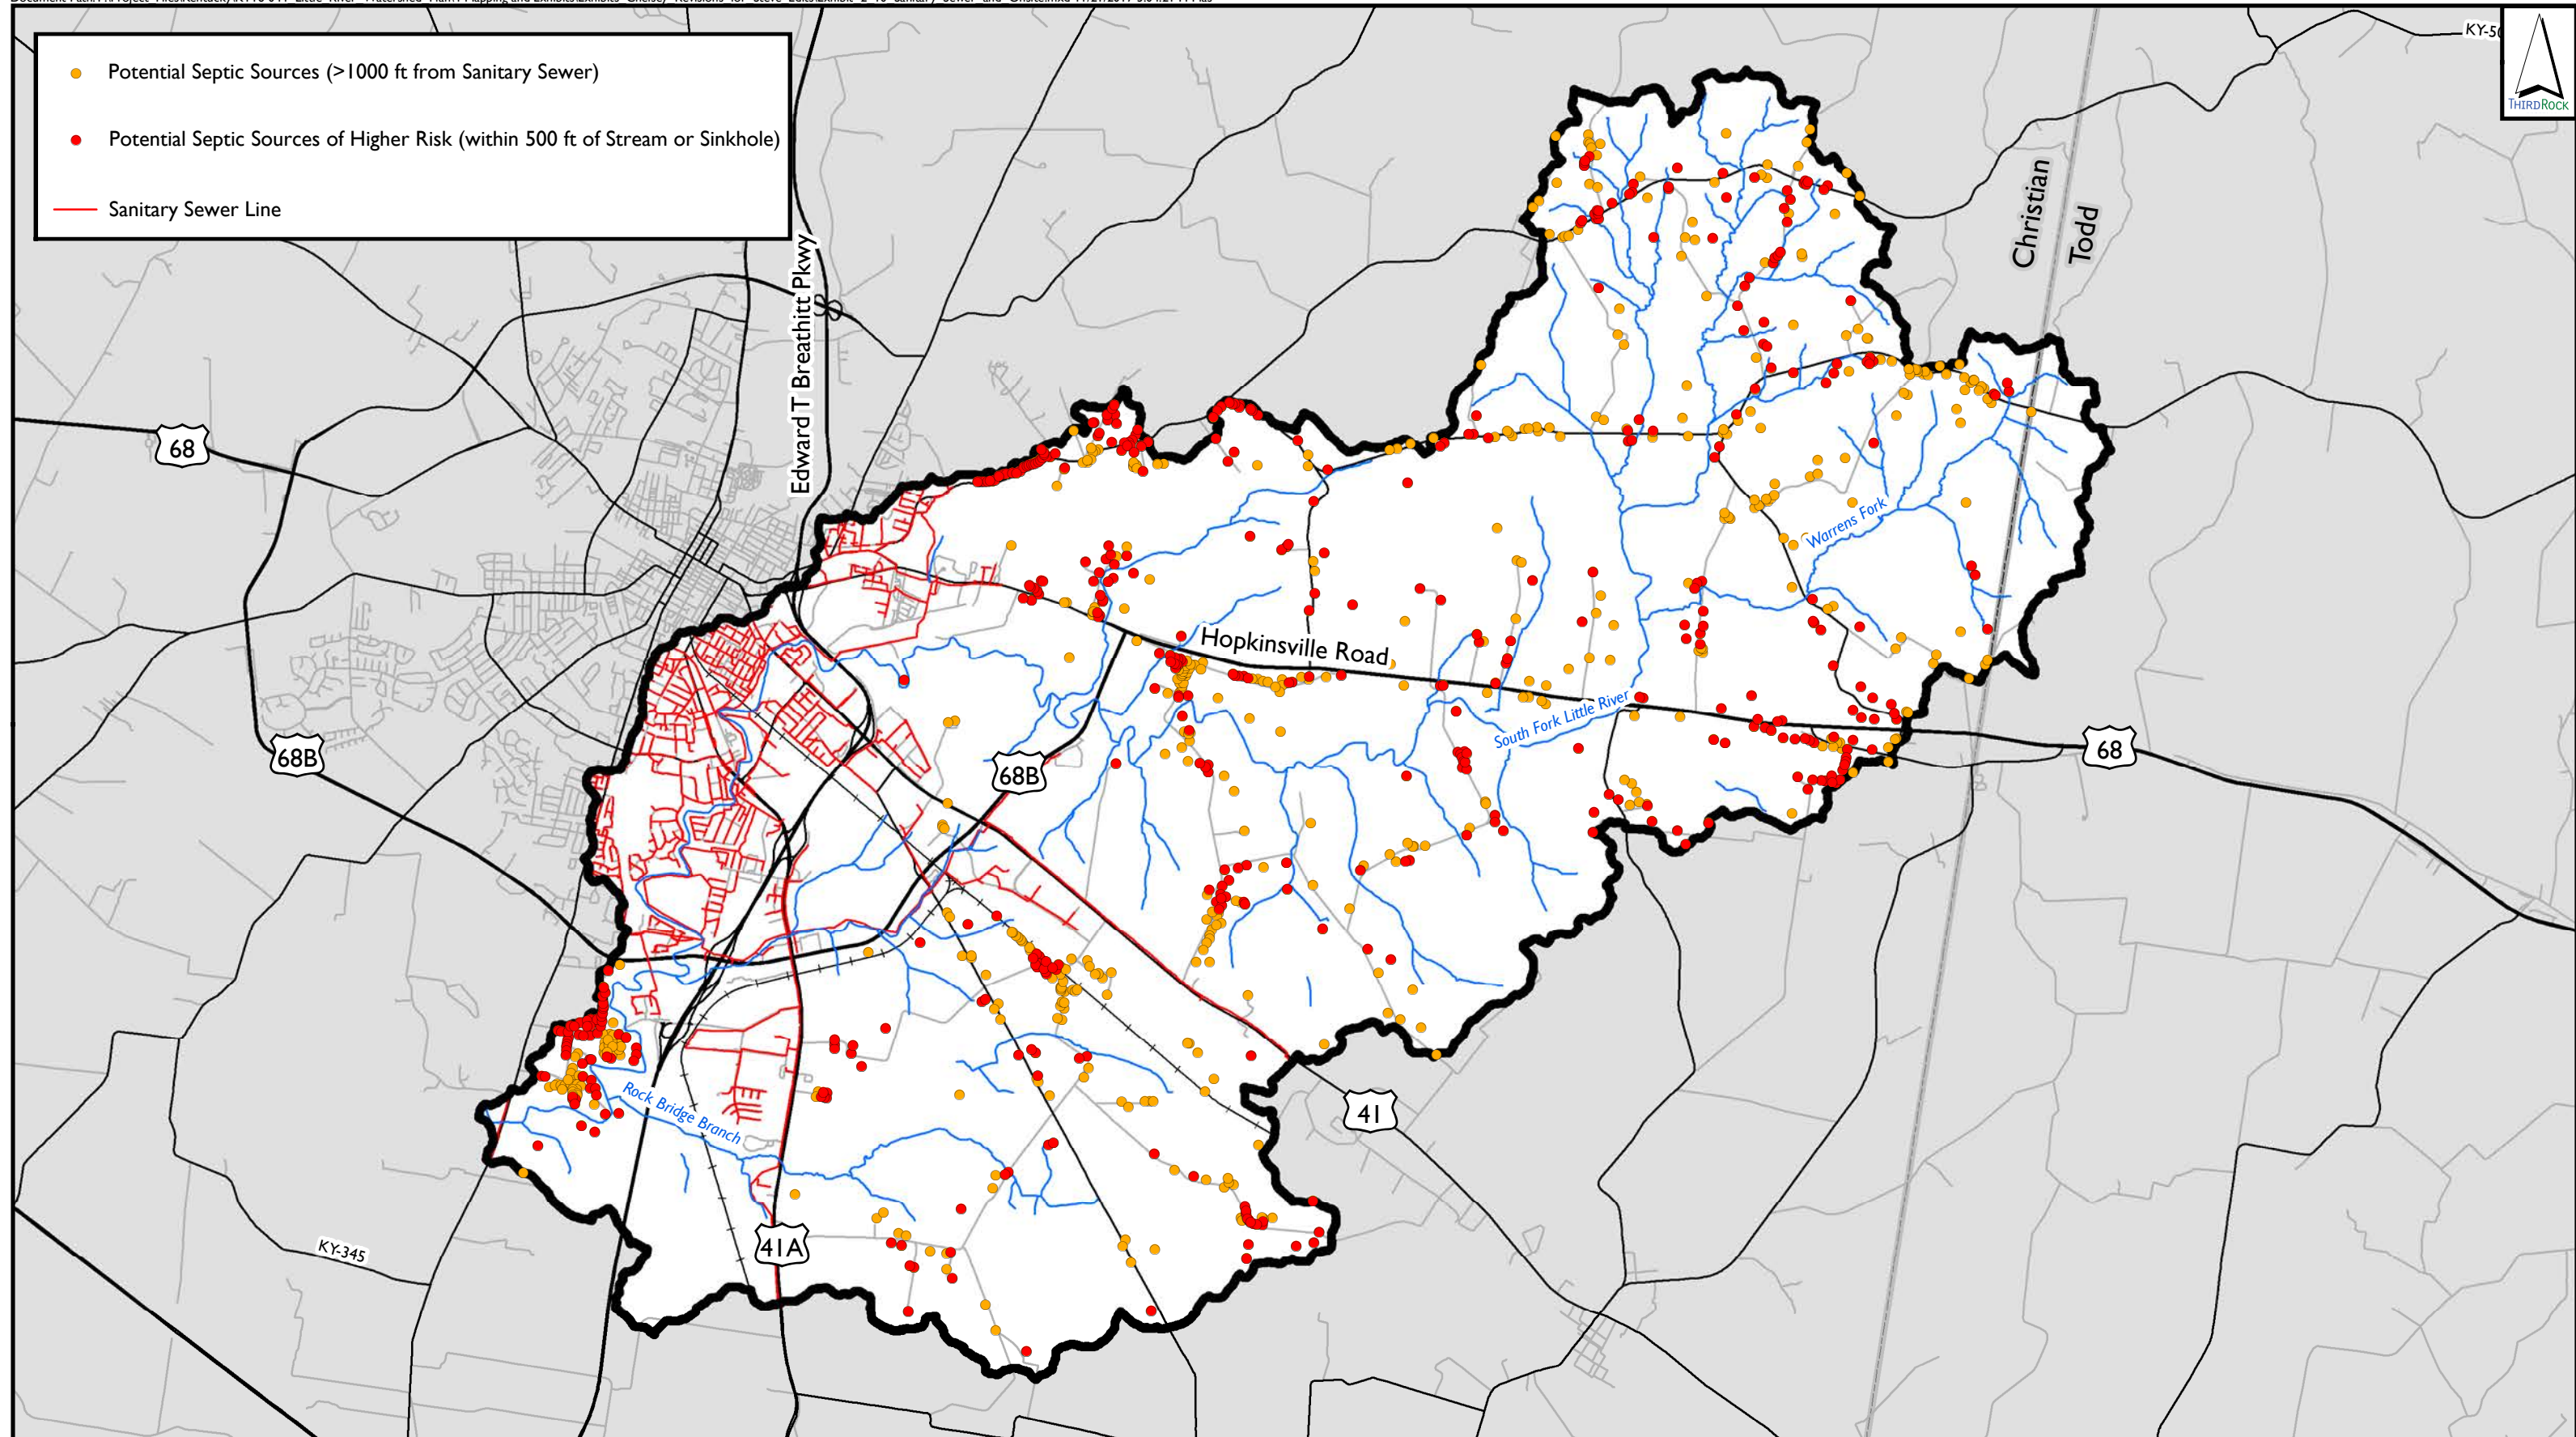 Potential Septic Sources (>1000 ft from Sanitary Sewer)
Potential Septic Sources of Higher Risk (within 500 ft of Stream or Sinkhole)
Sanitary Sewer Line
THIRDROCK
Edward T Breathitt Pkwy
Christian
Todd
68
Warrens Fork
Hopkinsville Road
South Fork Little River
68B
68B
68
41
Rock Bridge Branch
41A
KY-345